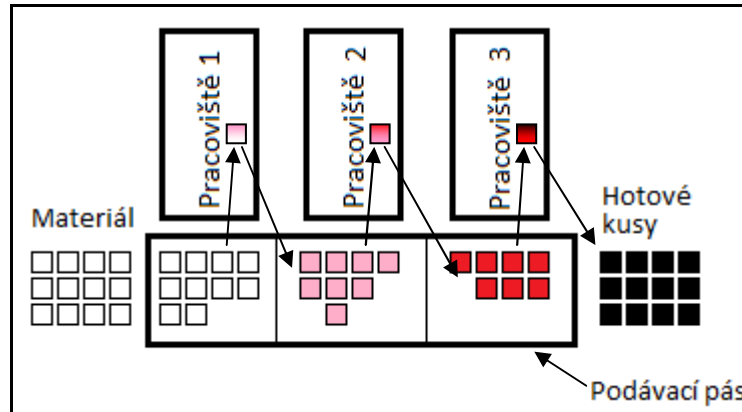 Pracoviště 1
Pracoviště 2
Pracoviště 3
Materiál
Hotové
kusy
Podávací pás